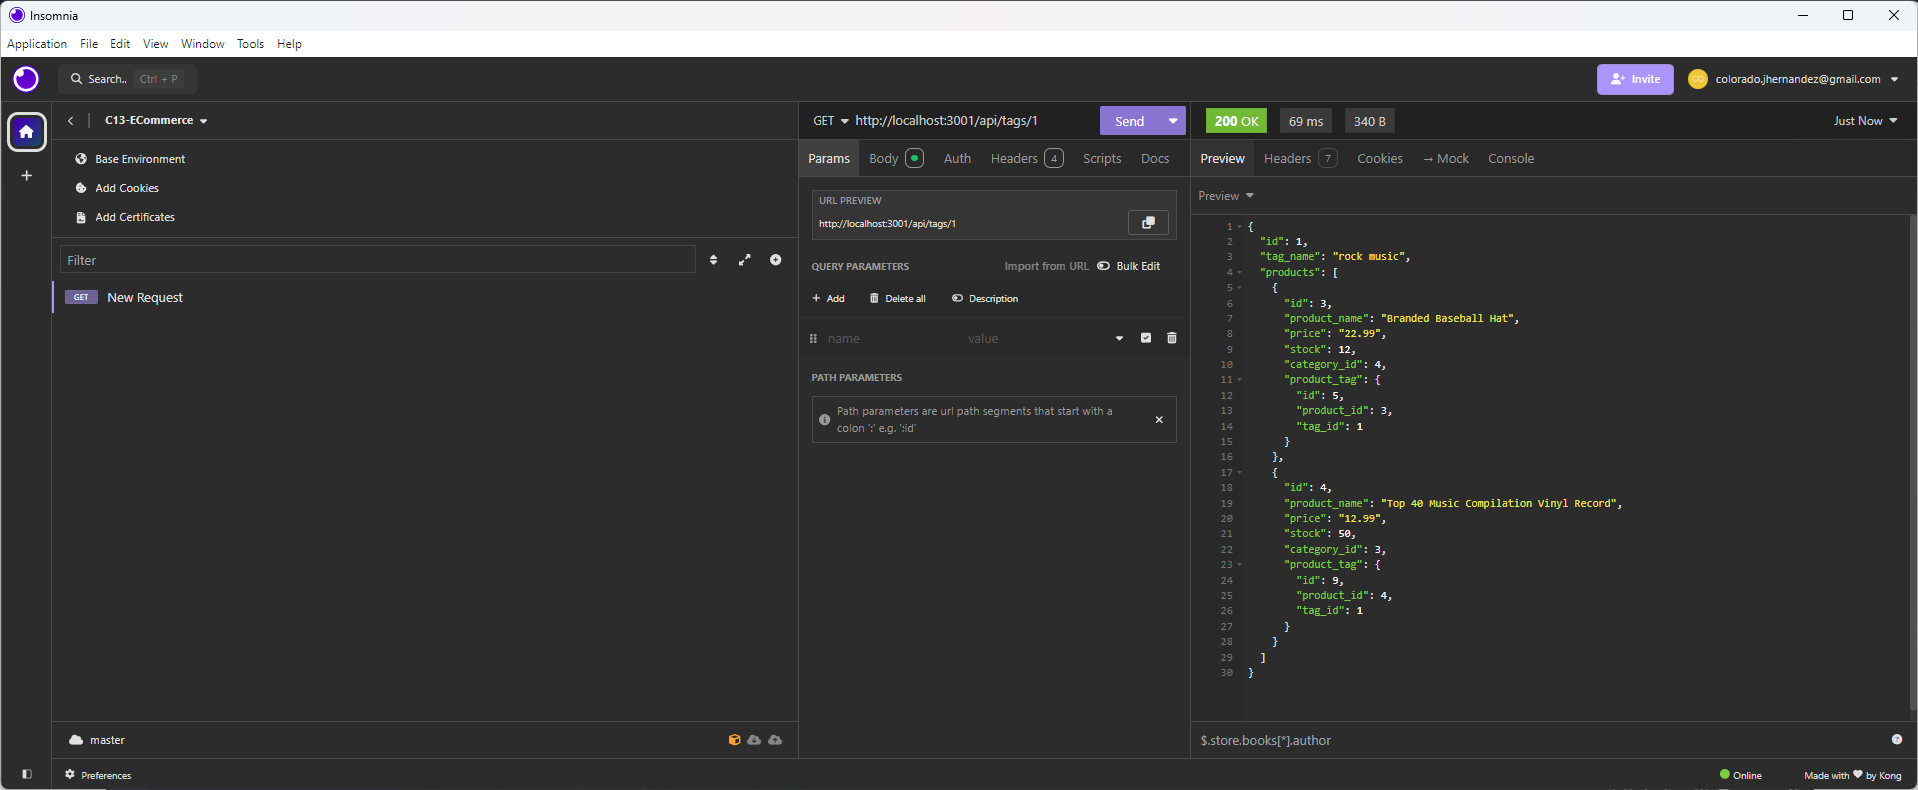 Insomnia
Application File Edit View Window Tools Help
Search.. Ctrl + P
Invite
CO colorado.jhernandez@gmail.com
C13-ECommerce
Base Environment
Add Cookies
Add Certificates
Filter
GET New Request
master
Preferences
GET http://localhost:3001/api/tags/1 Send
Params Body Auth Headers 4 Scripts Docs
URL PREVIEW
http://localhost:3001/api/tags/1
QUERY PARAMETERS Import from URL Bulk Edit
Add Delete all Description
name value
PATH PARAMETERS
Path parameters are url path segments that start with a
colon ':' e.g. ':id'
200 OK 69 ms 340 B Just Now
Preview Headers 7 Cookies → Mock Console
Preview
1 {
2 "id": 1,
3 "tag_name": "rock music",
4 "products": [
5 {
6 "id": 3,
7 "product_name": "Branded Baseball Hat",
8 "price": "22.99",
9 "stock": 12,
10 "category_id": 4,
11 "product_tag": {
12 "id": 5,
13 "product_id": 3,
14 "tag_id": 1
15 }
16 },
17 {
18 "id": 4,
19 "product_name": "Top 40 Music Compilation Vinyl Record",
20 "price": "12.99",
21 "stock": 50,
22 "category_id": 3,
23 "product_tag": {
24 "id": 9,
25 "product_id": 4,
26 "tag_id": 1
27 }
28 }
29 ]
30 }
$.store.books[*].author
Online Made with by Kong